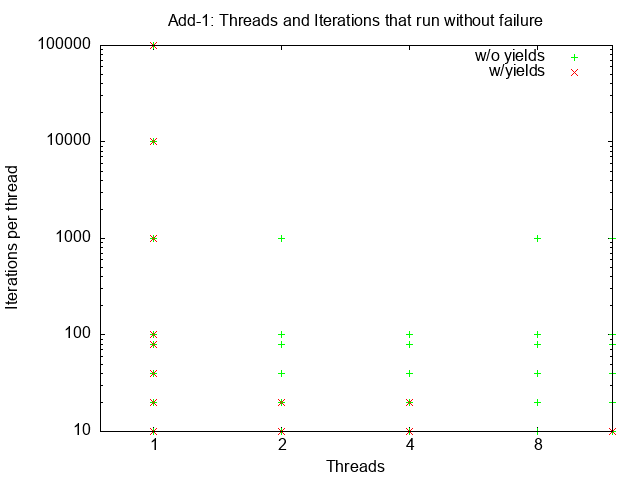 Add-1: Threads and Iterations that run without failure
w/o yields
w/yields
100000
10000
1000
100
10
Iterations per thread
1 2 4 8
Threads